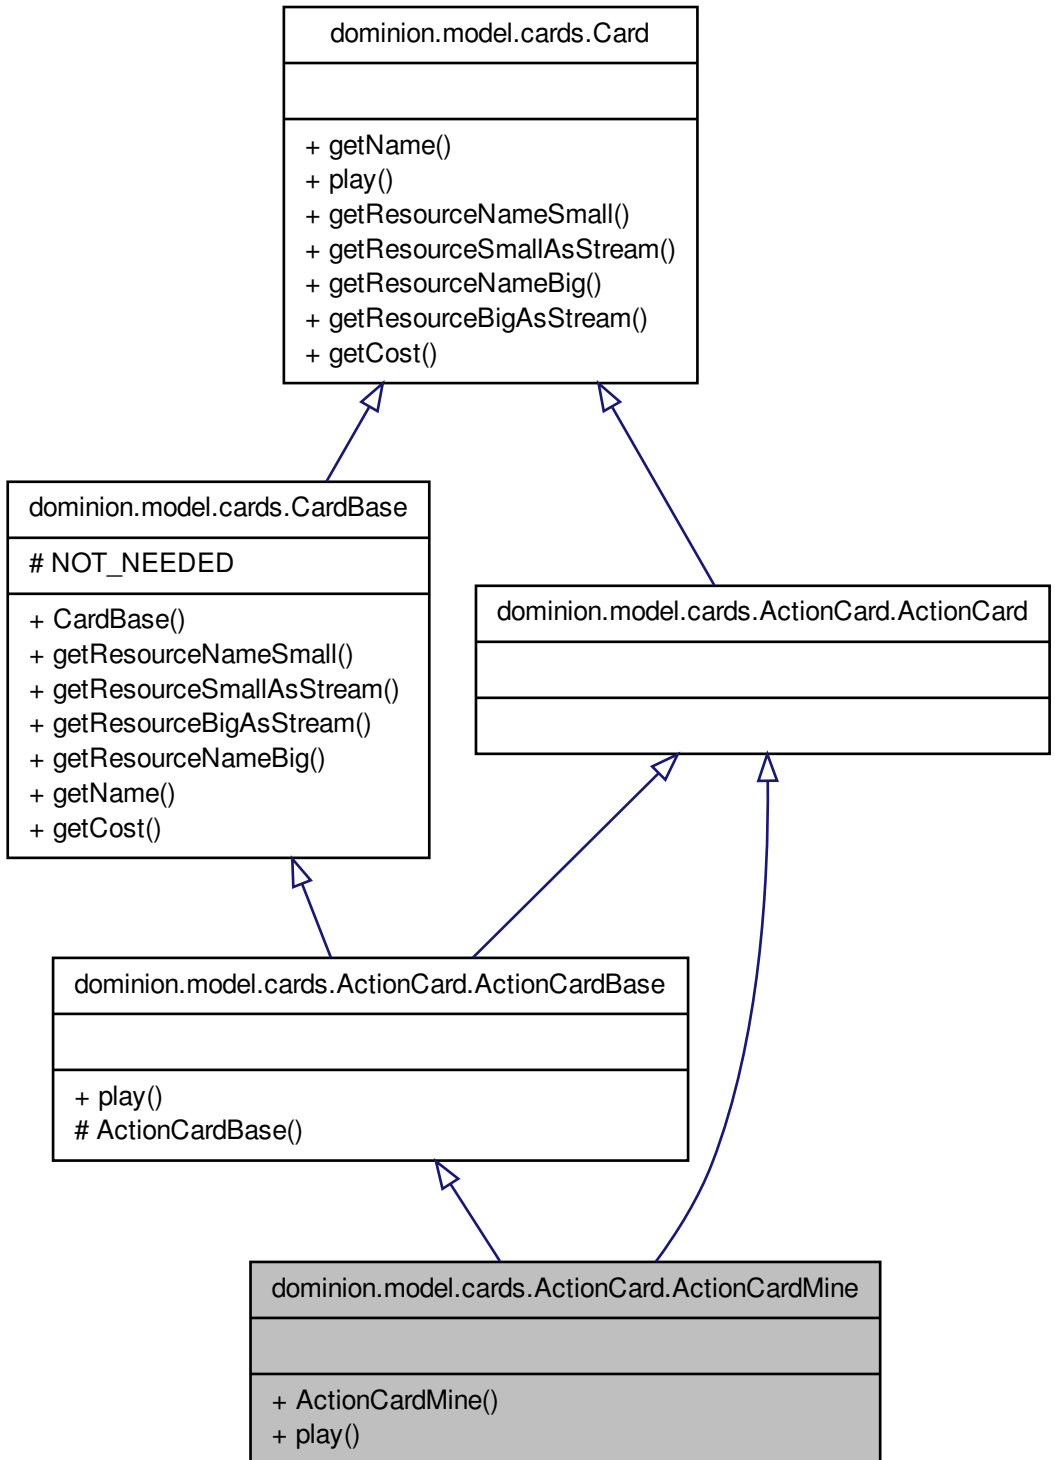 dominion.model.cards.Card
+ getName()
+ play()
+ getResourceNameSmall()
+ getResourceSmallAsStream()
+ getResourceNameBig()
+ getResourceBigAsStream()
+ getCost()
dominion.model.cards.CardBase
# NOT_NEEDED
+ CardBase()
+ getResourceNameSmall()
+ getResourceSmallAsStream()
+ getResourceBigAsStream()
+ getResourceNameBig()
+ getName()
+ getCost()
dominion.model.cards.ActionCard.ActionCard
dominion.model.cards.ActionCard.ActionCardBase
+ play()
# ActionCardBase()
dominion.model.cards.ActionCard.ActionCardMine
+ ActionCardMine()
+ play()